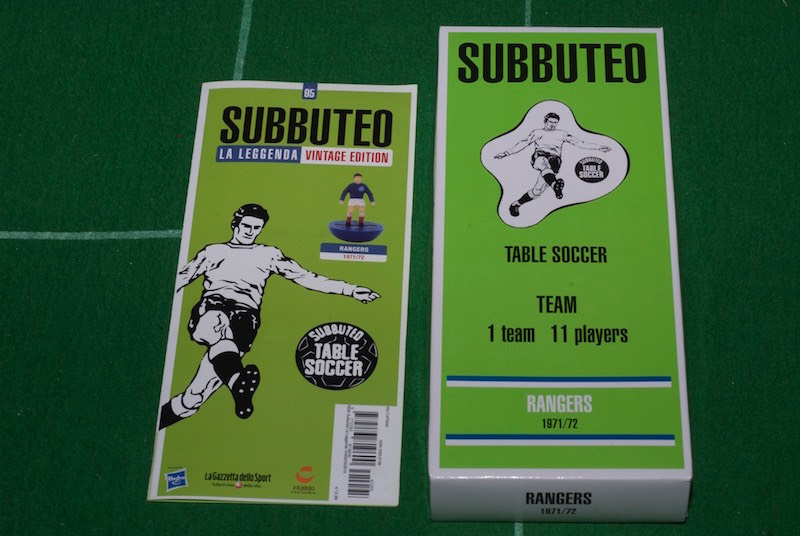 95
SUBBUTEO
LA LEGGENDA VINTAGE EDITION
RANGERS
1971/72
SUBBUTEO
TABLE
SOCCER
Hasbro
La Gazzetta dello Sport
SUBBUTEO
SUBBUTEO
TABLE
SOCCER
TABLE SOCCER
TEAM
1 team 11 players
RANGERS
1971/72
RANGERS
1971/72